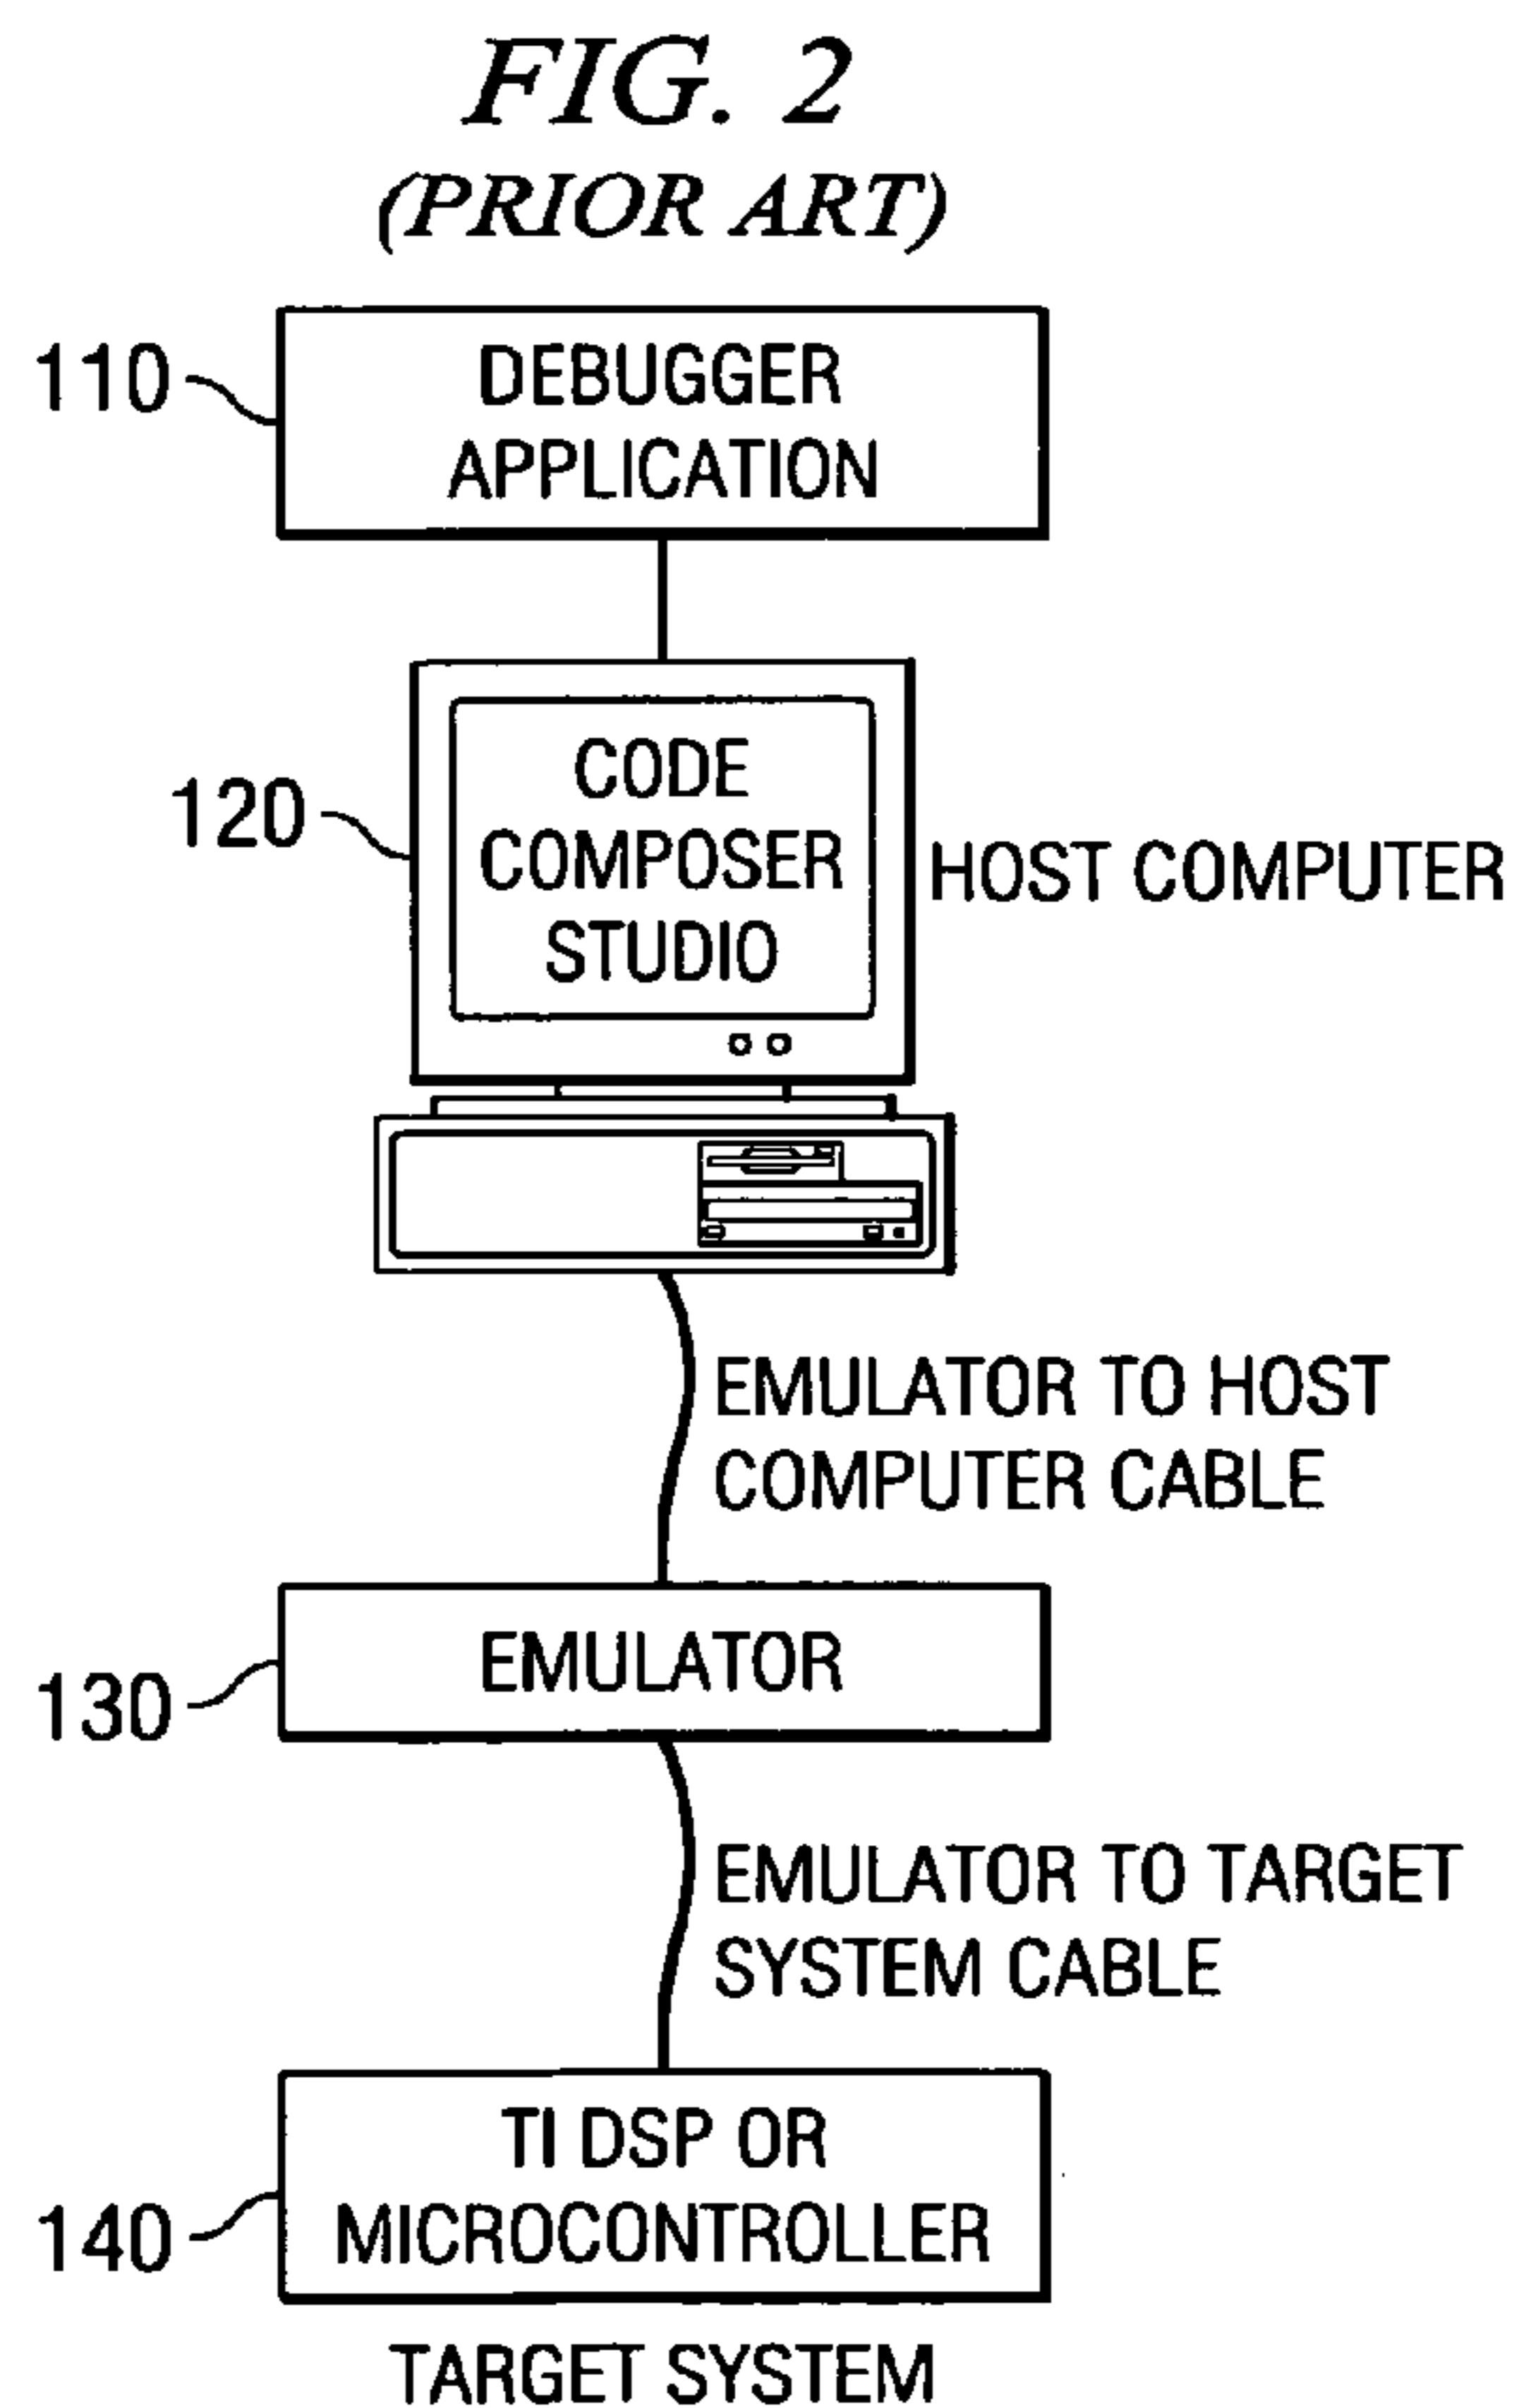 FIG. 2
(PRIOR ART)
110
DEBUGGER
APPLICATION
120
CODE
COMPOSER
STUDIO
HOST COMPUTER
EMULATOR TO HOST
COMPUTER CABLE
130
EMULATOR
EMULATOR TO TARGET
SYSTEM CABLE
140
TI DSP OR
MICROCONTROLLER
TARGET SYSTEM